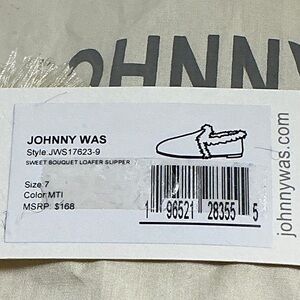 JOHNNY
JOHNNY WAS
Style:JWS17623-9
SWEET BOUQUET LOAFER SLIPPER
Size:7
Color:MTI
MSRP: $168
1 96521 28355 5
johnnywas.com